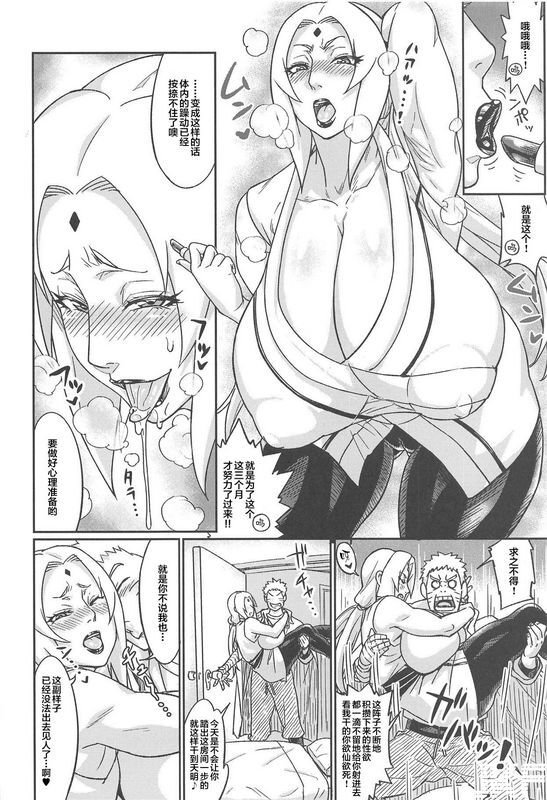 哦哦哦…！
就是这个！
就是为了这个
这三个月
才努力了过来!!
……变成这样的话
体内的躁动已经
按捺不住了噢
要做好心理准备哟
タラ…
求之不得！
这阵子不断地
积攒下来的性欲
都一滴不留地给你射进去
看我干的你欲仙欲死！
今天是不会让你
踏出这房间一步的
就这样干到天明！
就是你不说我也…
这副样子
已经没法出去见人了…♥